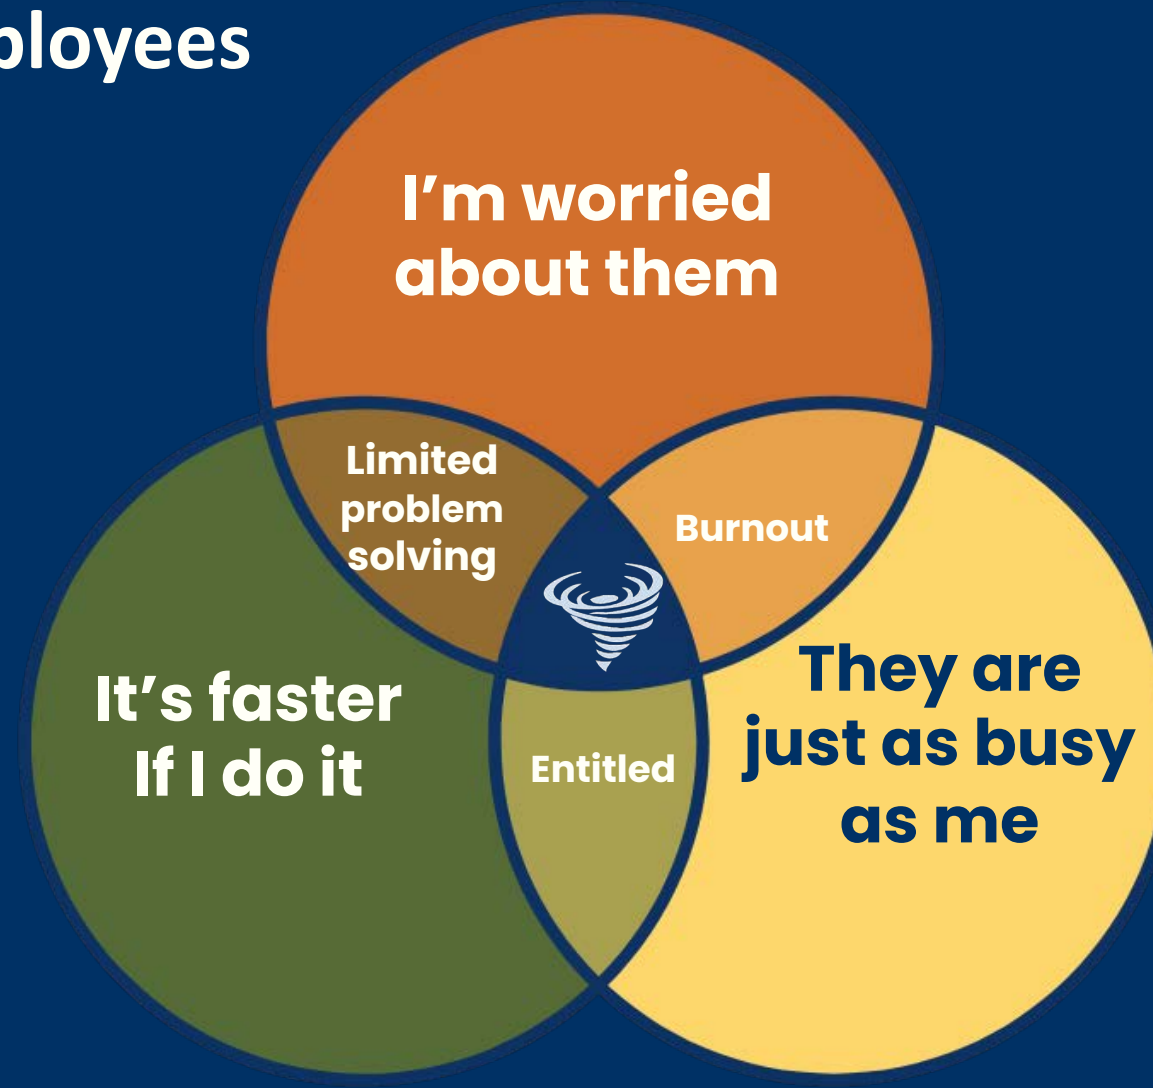 ployees
I’m worried
about them
Limited
problem
solving
Burnout
It’s faster
If I do it
They are
just as busy
as me
Entitled